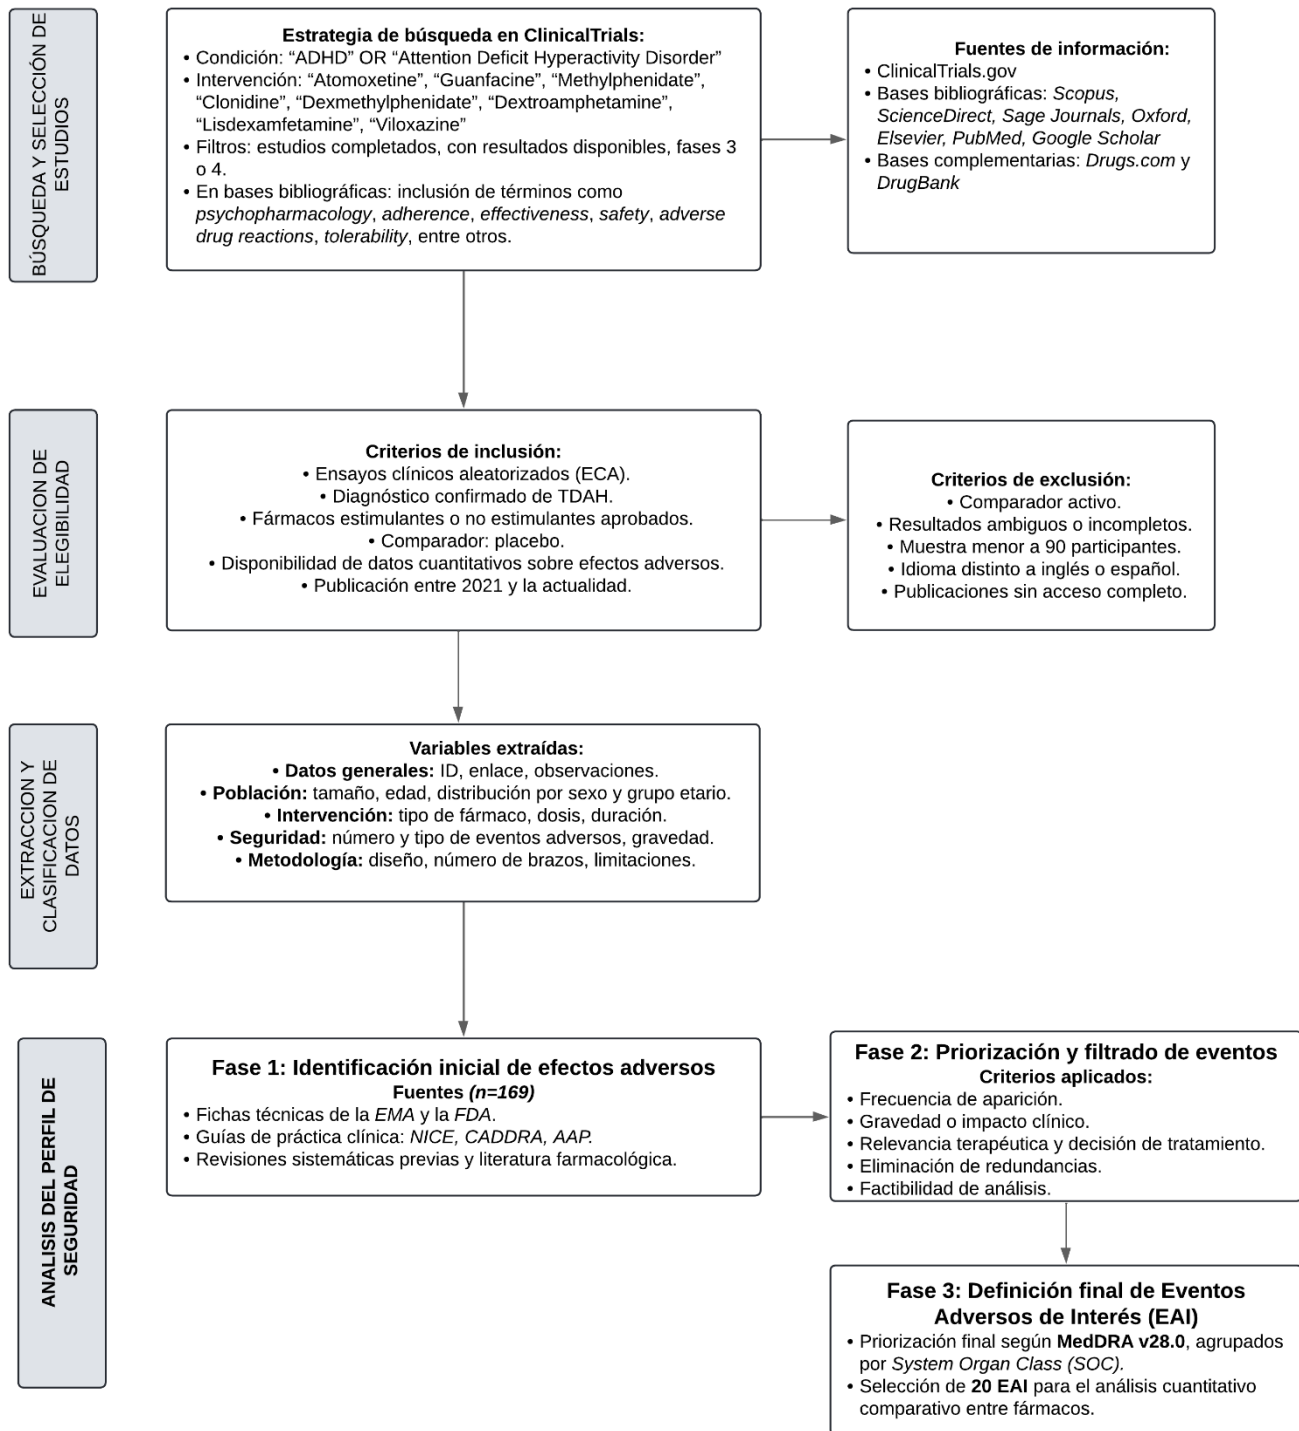 BÚSQUEDA Y SELECCIÓN DE
ESTUDIOS
Estrategia de búsqueda en ClinicalTrials:
• Condición: “ADHD” OR “Attention Deficit Hyperactivity Disorder”
• Intervención: “Atomoxetine”, “Guanfacine”, “Methylphenidate”,
“Clonidine”, “Dexmethylphenidate”, “Dextroamphetamine”,
“Lisdexamfetamine”, “Viloxazine”
• Filtros: estudios completados, con resultados disponibles, fases 3
o 4.
• En bases bibliográficas: inclusión de términos como
psychopharmacology, adherence, effectiveness, safety, adverse
drug reactions, tolerability, entre otros.
Fuentes de información:
• ClinicalTrials.gov
• Bases bibliográficas: Scopus,
ScienceDirect, Sage Journals, Oxford,
Elsevier, PubMed, Google Scholar
• Bases complementarias: Drugs.com y
DrugBank
EVALUACION DE
ELEGIBILIDAD
Criterios de inclusión:
• Ensayos clínicos aleatorizados (ECA).
• Diagnóstico confirmado de TDAH.
• Fármacos estimulantes o no estimulantes aprobados.
• Comparador: placebo.
• Disponibilidad de datos cuantitativos sobre efectos adversos.
• Publicación entre 2021 y la actualidad.
Criterios de exclusión:
• Comparador activo.
• Resultados ambiguos o incompletos.
• Muestra menor a 90 participantes.
• Idioma distinto a inglés o español.
• Publicaciones sin acceso completo.
EXTRACCION Y
CLASIFICACION DE
DATOS
Variables extraídas:
• Datos generales: ID, enlace, observaciones.
• Población: tamaño, edad, distribución por sexo y grupo etario.
• Intervención: tipo de fármaco, dosis, duración.
• Seguridad: número y tipo de eventos adversos, gravedad.
• Metodología: diseño, número de brazos, limitaciones.
ANALISIS DEL PERFIL DE
SEGURIDAD
Fase 1: Identificación inicial de efectos adversos
Fuentes (n=169)
• Fichas técnicas de la EMA y la FDA.
• Guías de práctica clínica: NICE, CADDRA, AAP.
• Revisiones sistemáticas previas y literatura farmacológica.
Fase 2: Priorización y filtrado de eventos
Criterios aplicados:
• Frecuencia de aparición.
• Gravedad o impacto clínico.
• Relevancia terapéutica y decisión de tratamiento.
• Eliminación de redundancias.
• Factibilidad de análisis.
Fase 3: Definición final de Eventos
Adversos de Interés (EAI)
• Priorización final según MedDRA v28.0, agrupados
por System Organ Class (SOC).
• Selección de 20 EAI para el análisis cuantitativo
comparativo entre fármacos.